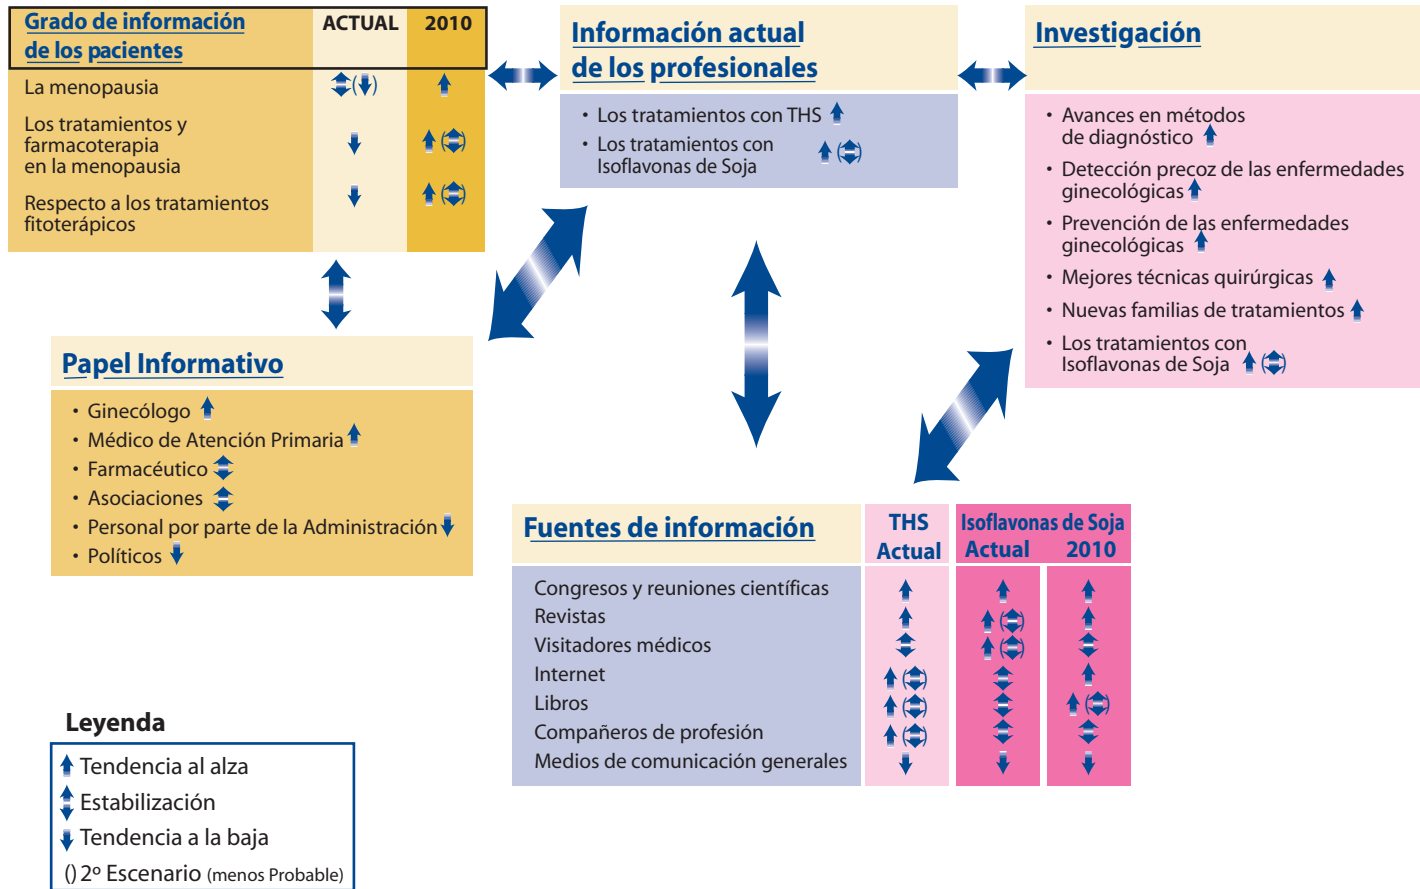 Grado de información
de los pacientes
ACTUAL
2010
La menopausia
(  )
Los tratamientos y
farmacoterapia
en la menopausia
(  )
Respecto a los tratamientos
fitoterápicos
(  )
Información actual
de los profesionales
• Los tratamientos con THS
• Los tratamientos con
Isoflavonas de Soja (  )
Investigación
• Avances en métodos
de diagnóstico
• Detección precoz de las enfermedades
ginecológicas
• Prevención de las enfermedades
ginecológicas
• Mejores técnicas quirúrgicas
• Nuevas familias de tratamientos
• Los tratamientos con
Isoflavonas de Soja (  )
Papel Informativo
• Ginecólogo
• Médico de Atención Primaria
• Farmacéutico
• Asociaciones
• Personal por parte de la Administración
• Políticos
Fuentes de información
THS
Actual
Isoflavonas de Soja
Actual 2010
Congresos y reuniones científicas
Revistas (  )
Visitadores médicos (  )
Internet (  )
Libros (  ) (  )
Compañeros de profesión (  )
Medios de comunicación generales
Leyenda
Tendencia al alza
Estabilización
Tendencia a la baja
() 2º Escenario (menos Probable)